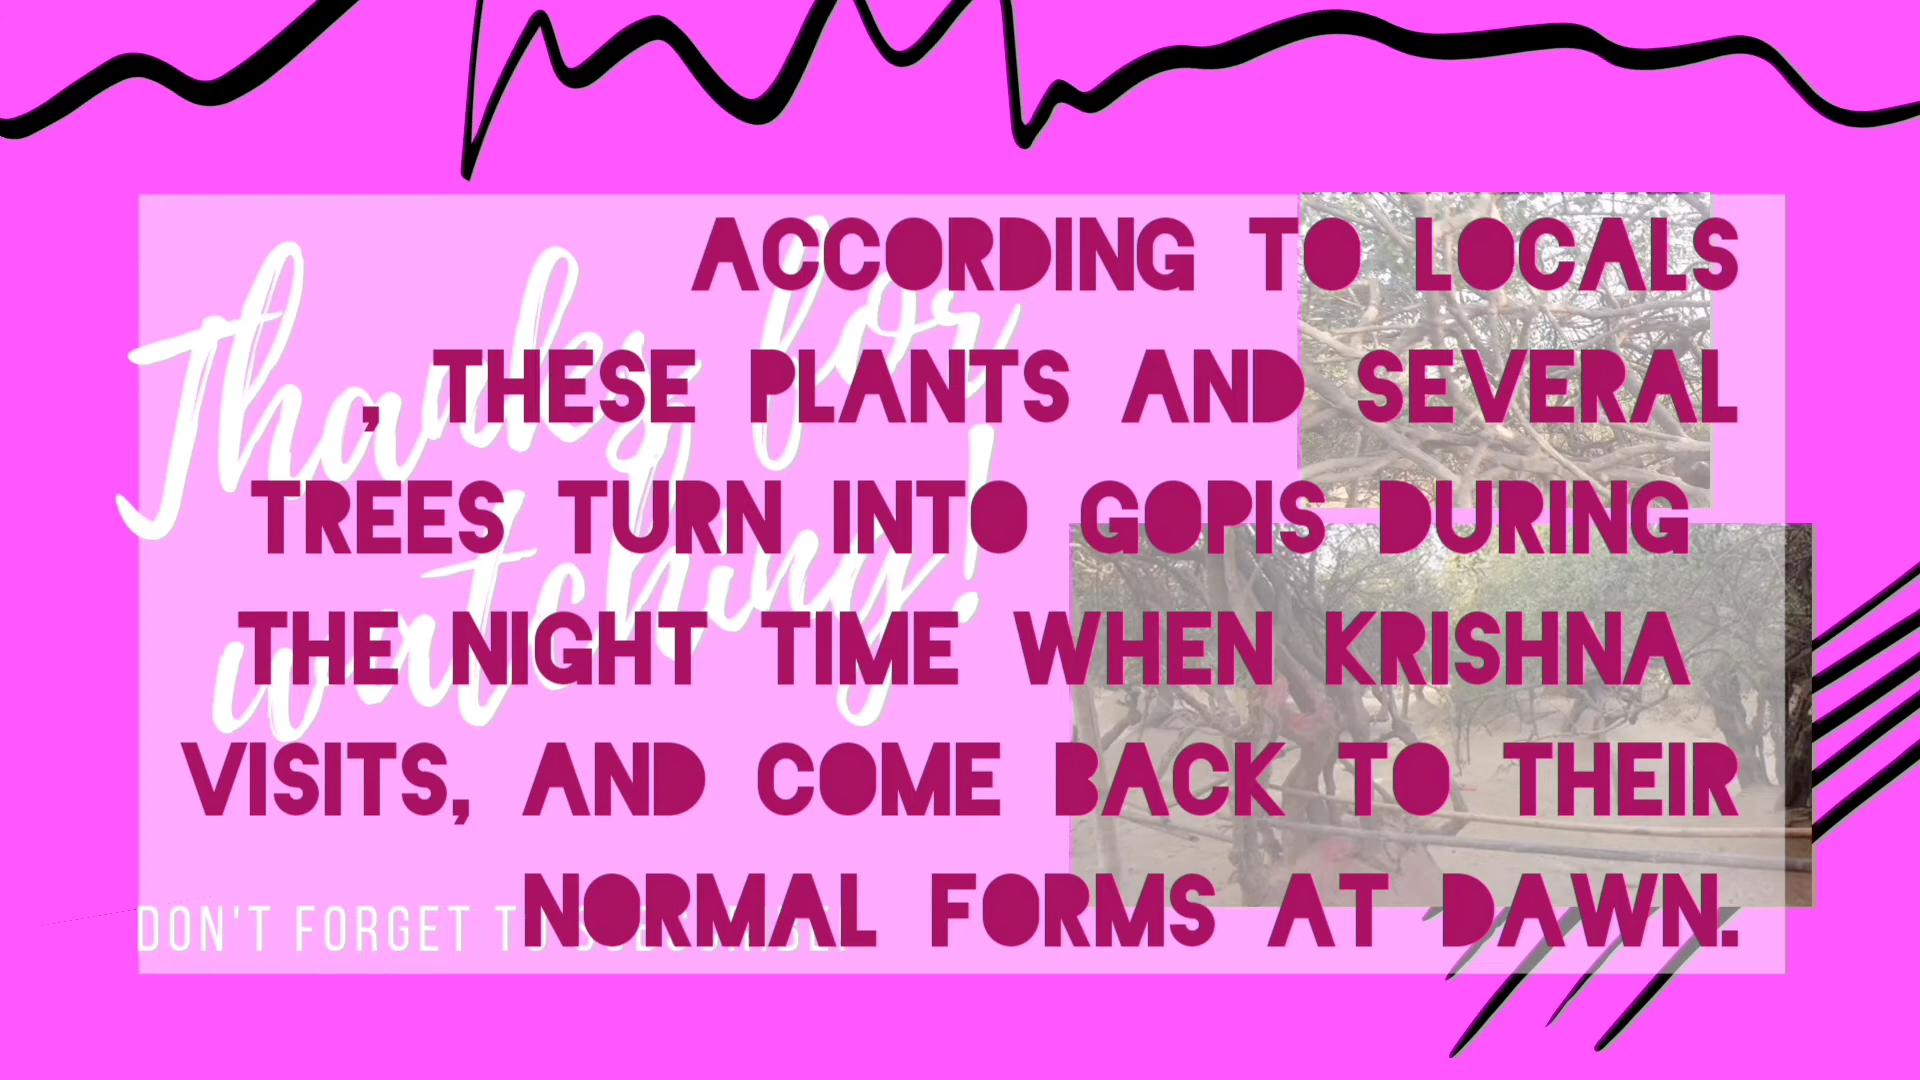 ACCORDING TO LOCALS
, THESE PLANTS AND SEVERAL
TREES TURN INTO GOPIS DURING
THE NIGHT TIME WHEN KRISHNA
VISITS, AND COME BACK TO THEIR
NORMAL FORMS AT DAWN.
Thanks for
watching!
DON'T FORGET TO SUBSCRIBE!